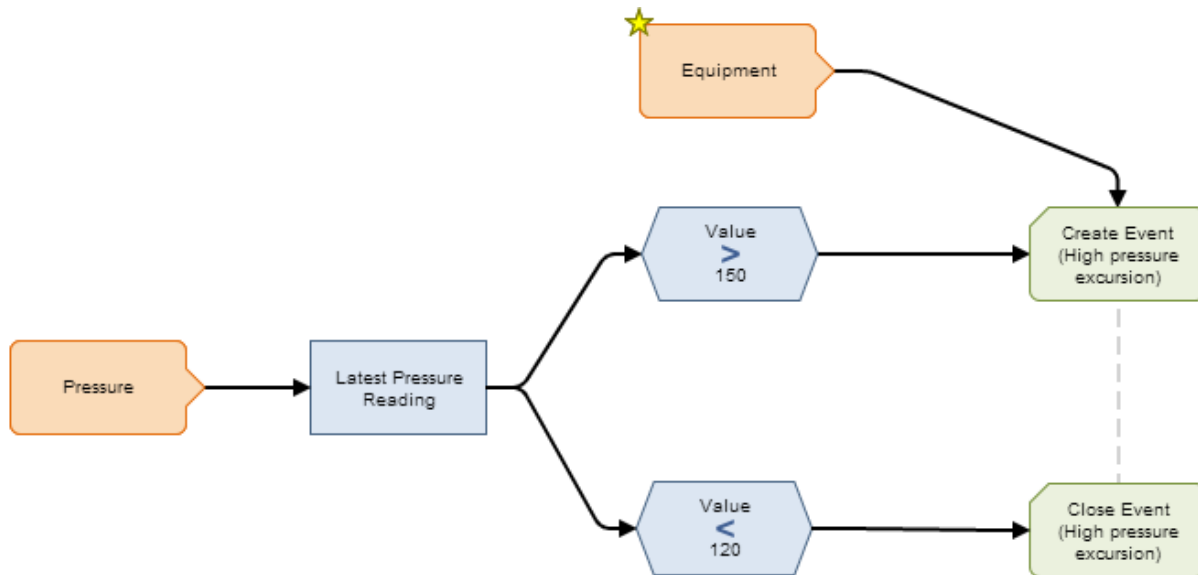 Equipment
Value
>
150
Create Event
(High pressure
excursion)
Pressure
Latest Pressure
Reading
Value
<
120
Close Event
(High pressure
excursion)